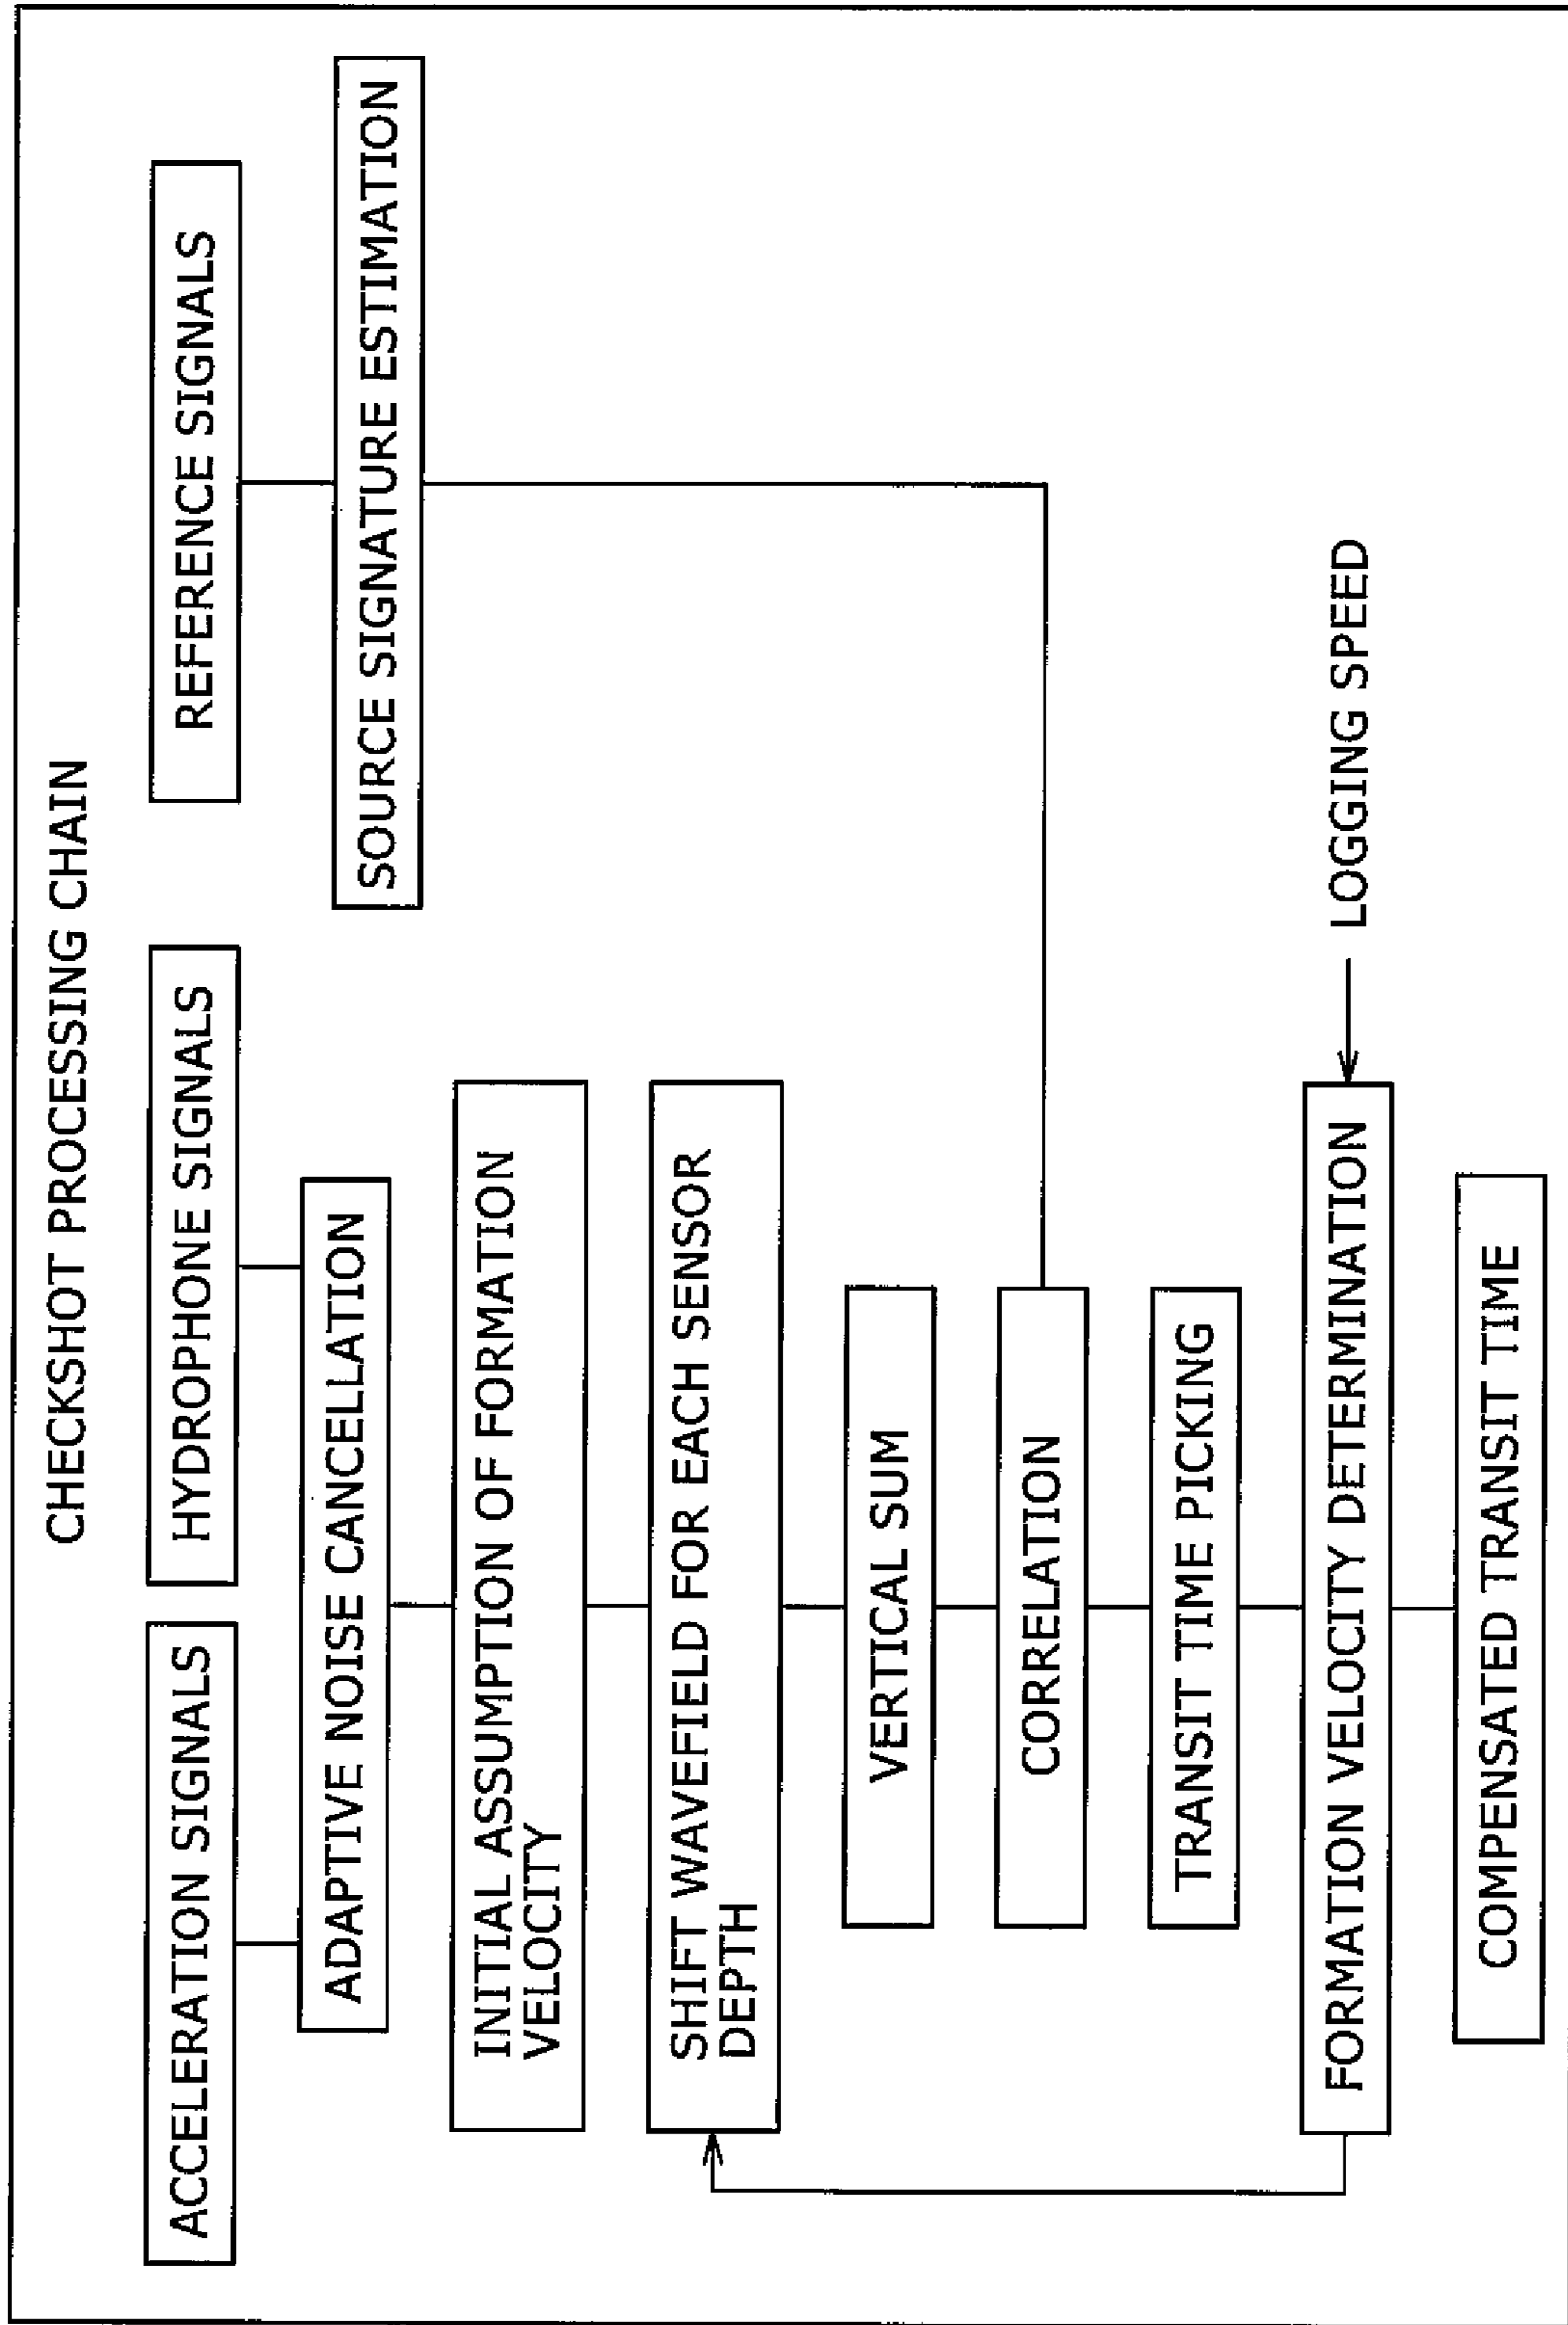 CHECKSHOT PROCESSING CHAIN
ACCELERATION SIGNALS
HYDROPHONE SIGNALS
REFERENCE SIGNALS
ADAPTIVE NOISE CANCELLATION
SOURCE SIGNATURE ESTIMATION
INITIAL ASSUMPTION OF FORMATION
VELOCITY
SHIFT WAVEFIELD FOR EACH SENSOR
DEPTH
VERTICAL SUM
CORRELATION
TRANSIT TIME PICKING
FORMATION VELOCITY DETERMINATION
LOGGING SPEED
COMPENSATED TRANSIT TIME